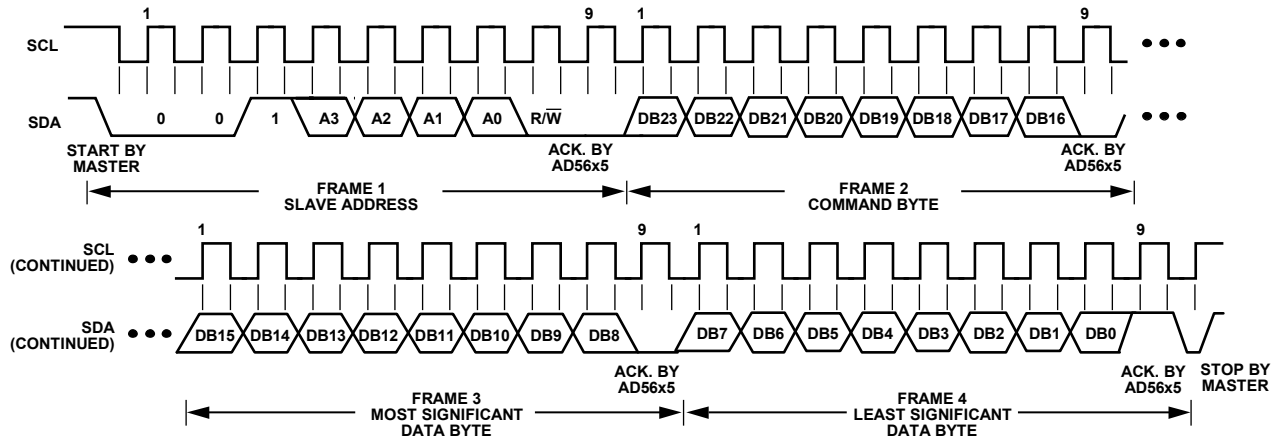 1 9 1 9
SCL
SDA
0 0 1 A3 A2 A1 A0 R/W̅ DB23 DB22 DB21 DB20 DB19 DB18 DB17 DB16
START BY
MASTER
ACK. BY
AD56x5
ACK. BY
AD56x5
FRAME 1
SLAVE ADDRESS
FRAME 2
COMMAND BYTE
1 9 1 9
SCL
(CONTINUED)
SDA
(CONTINUED)
DB15 DB14 DB13 DB12 DB11 DB10 DB9 DB8 DB7 DB6 DB5 DB4 DB3 DB2 DB1 DB0
ACK. BY
AD56x5
ACK. BY
AD56x5
STOP BY
MASTER
FRAME 3
MOST SIGNIFICANT
DATA BYTE
FRAME 4
LEAST SIGNIFICANT
DATA BYTE